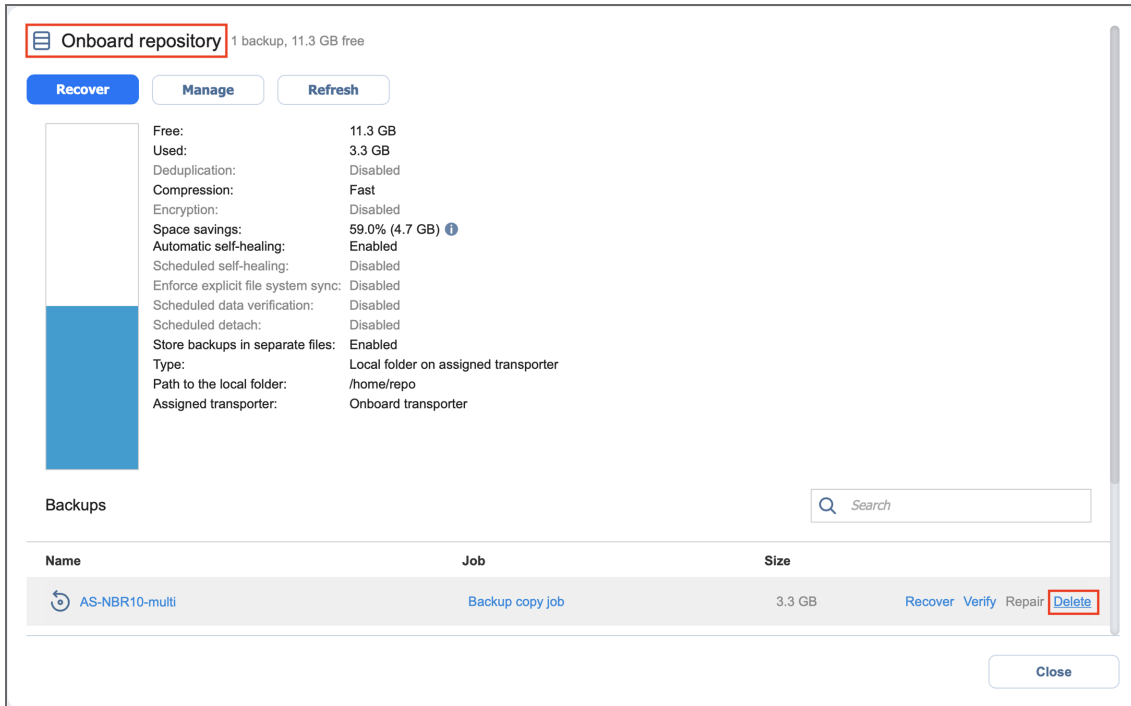 Onboard repository 1 backup, 11.3 GB free
Recover Manage Refresh
Free: 11.3 GB
Used: 3.3 GB
Deduplication: Disabled
Compression: Fast
Encryption: Disabled
Space savings: 59.0% (4.7 GB)
Automatic self-healing: Enabled
Scheduled self-healing: Disabled
Enforce explicit file system sync: Disabled
Scheduled data verification: Disabled
Scheduled detach: Disabled
Store backups in separate files: Enabled
Type: Local folder on assigned transporter
Path to the local folder: /home/repo
Assigned transporter: Onboard transporter
Backups Search
Name Job Size
AS-NBR10-multi Backup copy job 3.3 GB Recover Verify Repair Delete
Close